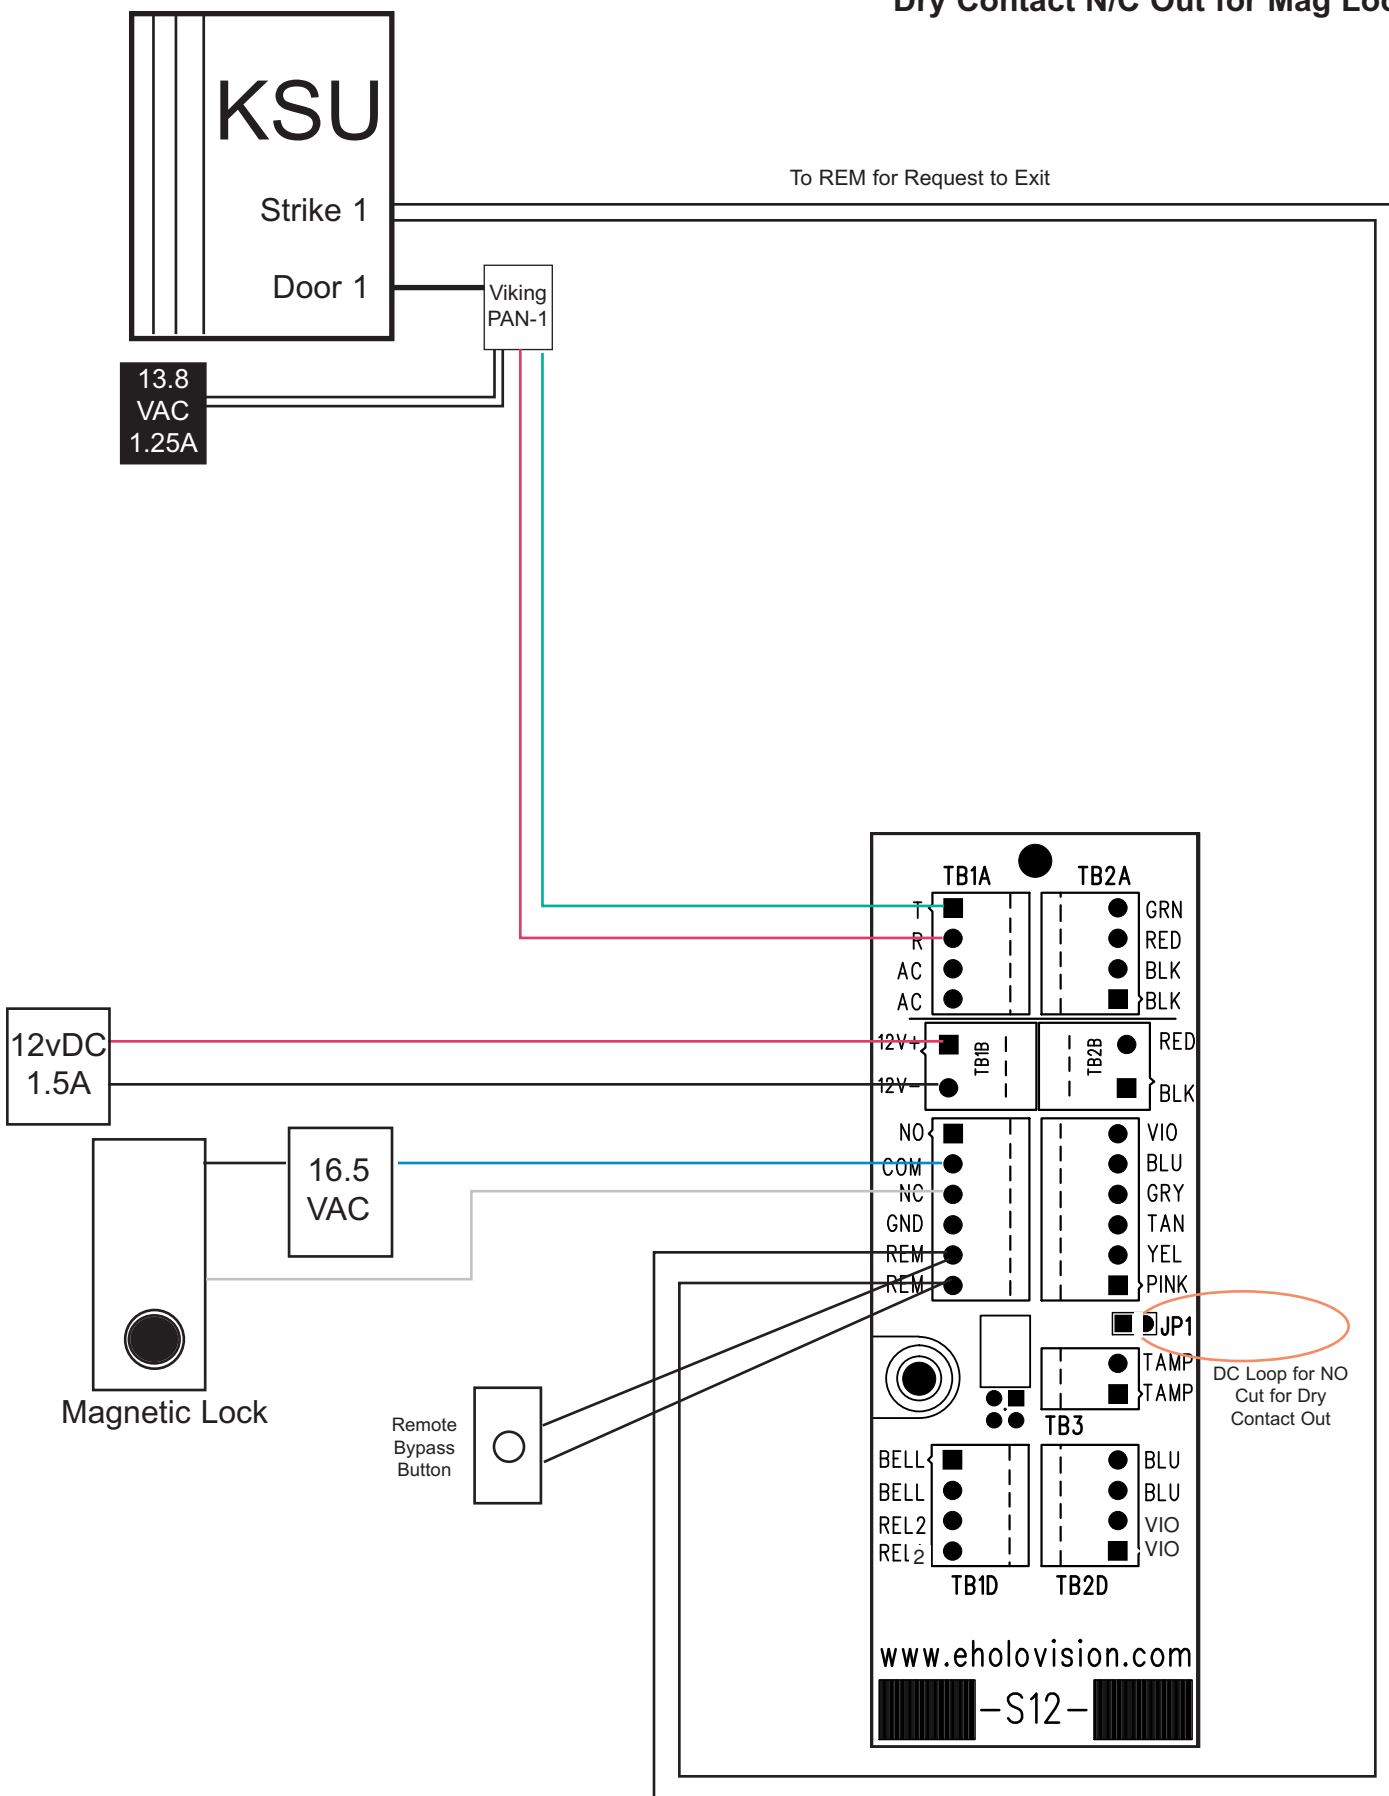 Dry Contact N/C Out for Mag Loc
KSU
Strike 1
Door 1
To REM for Request to Exit
Viking
PAN-1
13.8
VAC
1.25A
TB1A
TB2A
T
R
AC
AC
GRN
RED
BLK
BLK
12vDC
1.5A
12V+
12V-
TB1B
TB2B
RED
BLK
16.5
VAC
NO
COM
NC
GND
REM
REM
VIO
BLU
GRY
TAN
YEL
PINK
JP1
TAMP
TAMP
TB3
DC Loop for NO
Cut for Dry
Contact Out
Magnetic Lock
Remote
Bypass
Button
BELL
BELL
REL2
REL2
BLU
BLU
VIO
VIO
TB1D
TB2D
www.eholovision.com
-S12-